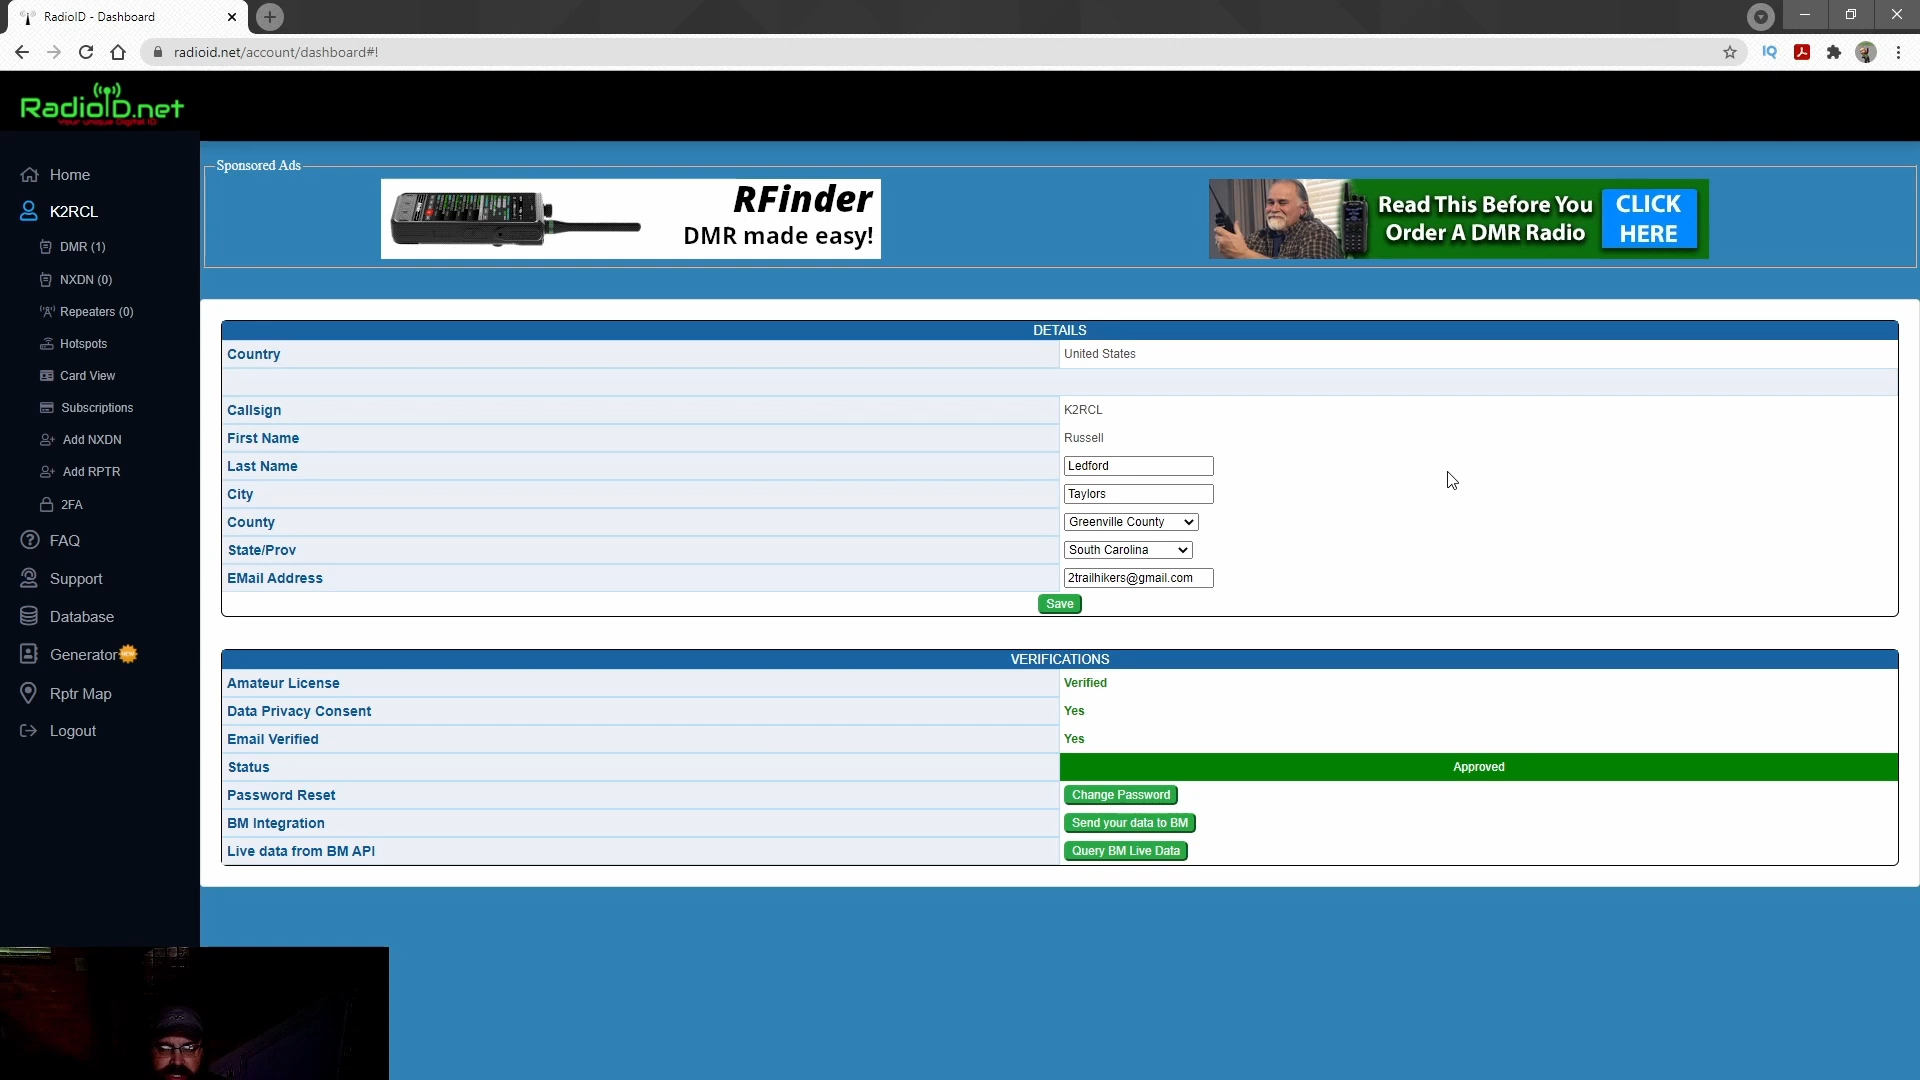 RadioID - Dashboard
radioid.net/account/dashboard#!
IQ
RadioID.net
Your unique Digital ID
Home
K2RCL
DMR (1)
NXDN (0)
Repeaters (0)
Hotspots
Card View
Subscriptions
Add NXDN
Add RPTR
2FA
FAQ
Support
Database
Generator
Rptr Map
Logout
Sponsored Ads
RFinder
DMR made easy!
Read This Before You
Order A DMR Radio
CLICK
HERE
DETAILS
Country United States
Callsign K2RCL
First Name Russell
Last Name Ledford
City Taylors
County Greenville County
State/Prov South Carolina
EMail Address 2trailhikers@gmail.com
Save
VERIFICATIONS
Amateur License Verified
Data Privacy Consent Yes
Email Verified Yes
Status Approved
Password Reset Change Password
BM Integration Send your data to BM
Live data from BM API Query BM Live Data